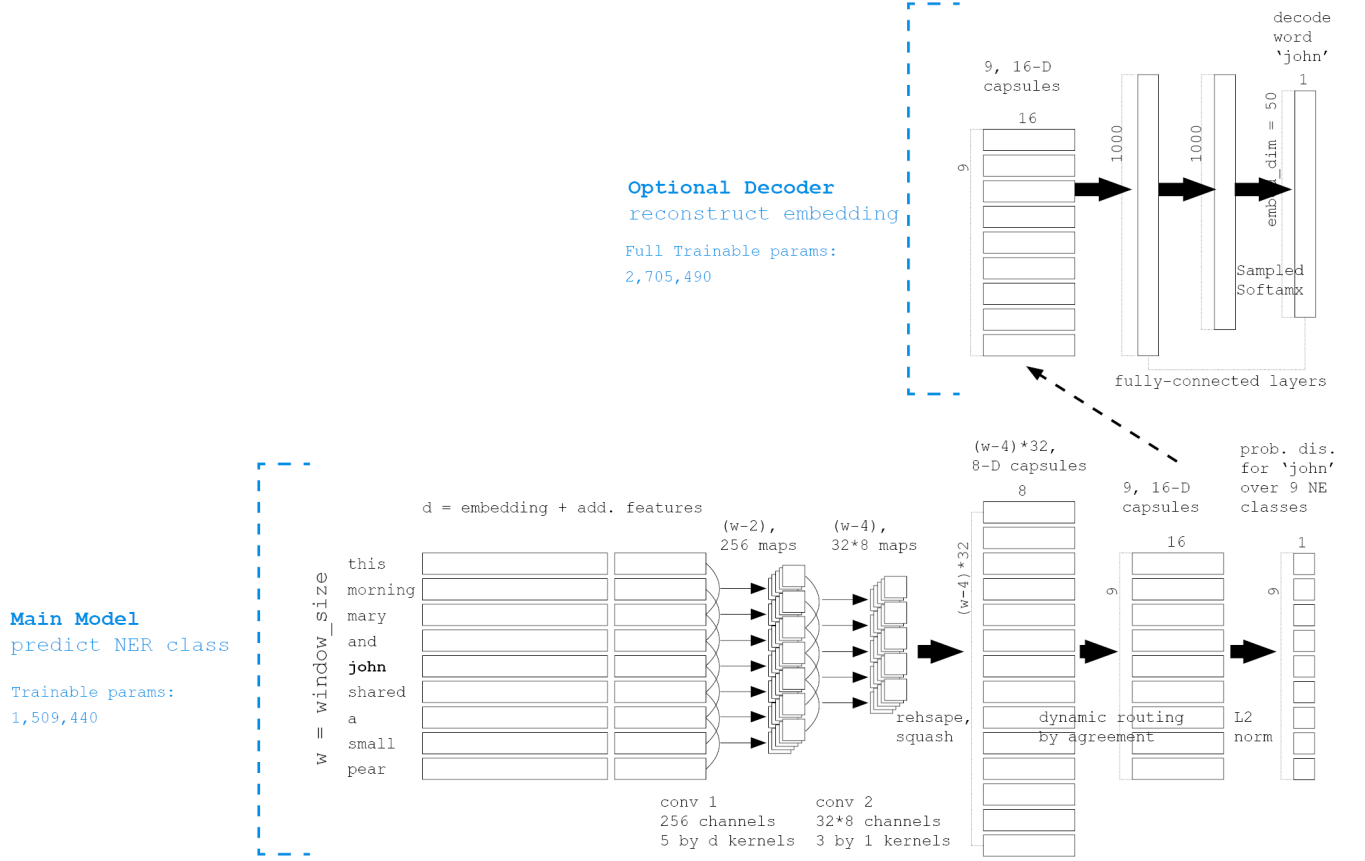 decode
word
‘john’
9, 16-D
capsules
16
1
9
1000
1000
embed_dim = 50
Optional Decoder
reconstruct embedding
Full Trainable params:
2,705,490
Sampled
Softamx
fully-connected layers
(w-4)*32,
8-D capsules
8
prob. dis.
for ‘john’
over 9 NE
classes
9, 16-D
capsules
d = embedding + add. features
(w-2),
256 maps
(w-4),
32*8 maps
16
1
w = window_size
this
morning
mary
and
john
shared
a
small
pear
(w-4)*32
9
9
Main Model
predict NER class
Trainable params:
1,509,440
rehsape,
squash
dynamic routing
by agreement
L2
norm
conv 1
256 channels
5 by d kernels
conv 2
32*8 channels
3 by 1 kernels